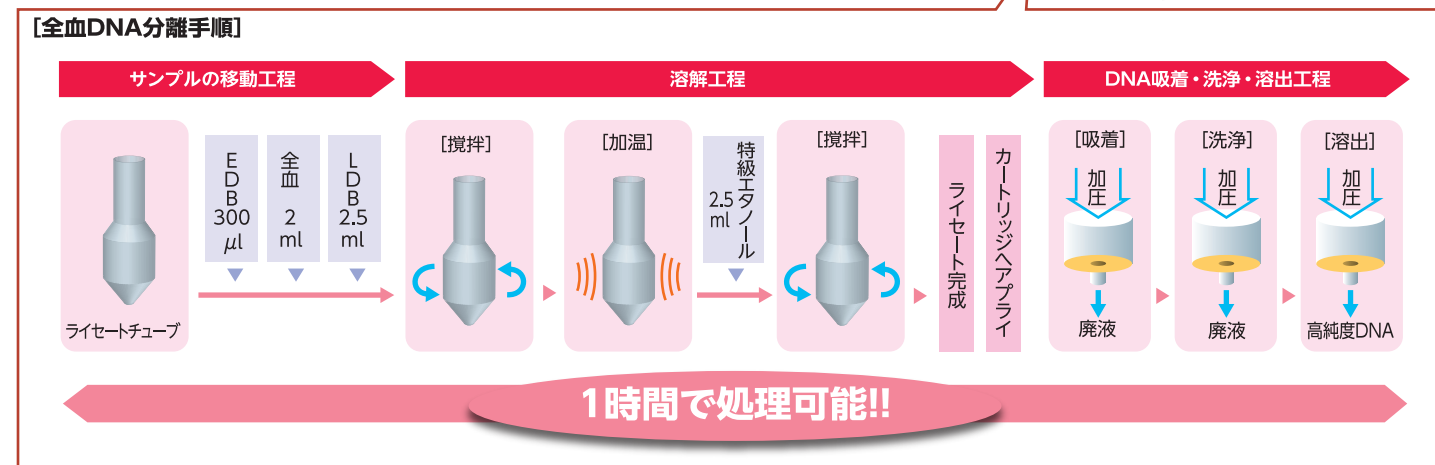 [全血DNA分離手順]
サンプルの移動工程
溶解工程
DNA吸着・洗浄・溶出工程
ライセートチューブ
EDB
300
μl
全血
2
ml
LDB
2.5
ml
[撹拌]
[加温]
特級エタノール
2.5
ml
[撹拌]
ライセート完成
カートリッジへアプライ
[吸着]
加圧
廃液
[洗浄]
加圧
廃液
[溶出]
加圧
高純度DNA
1時間で処理可能!!